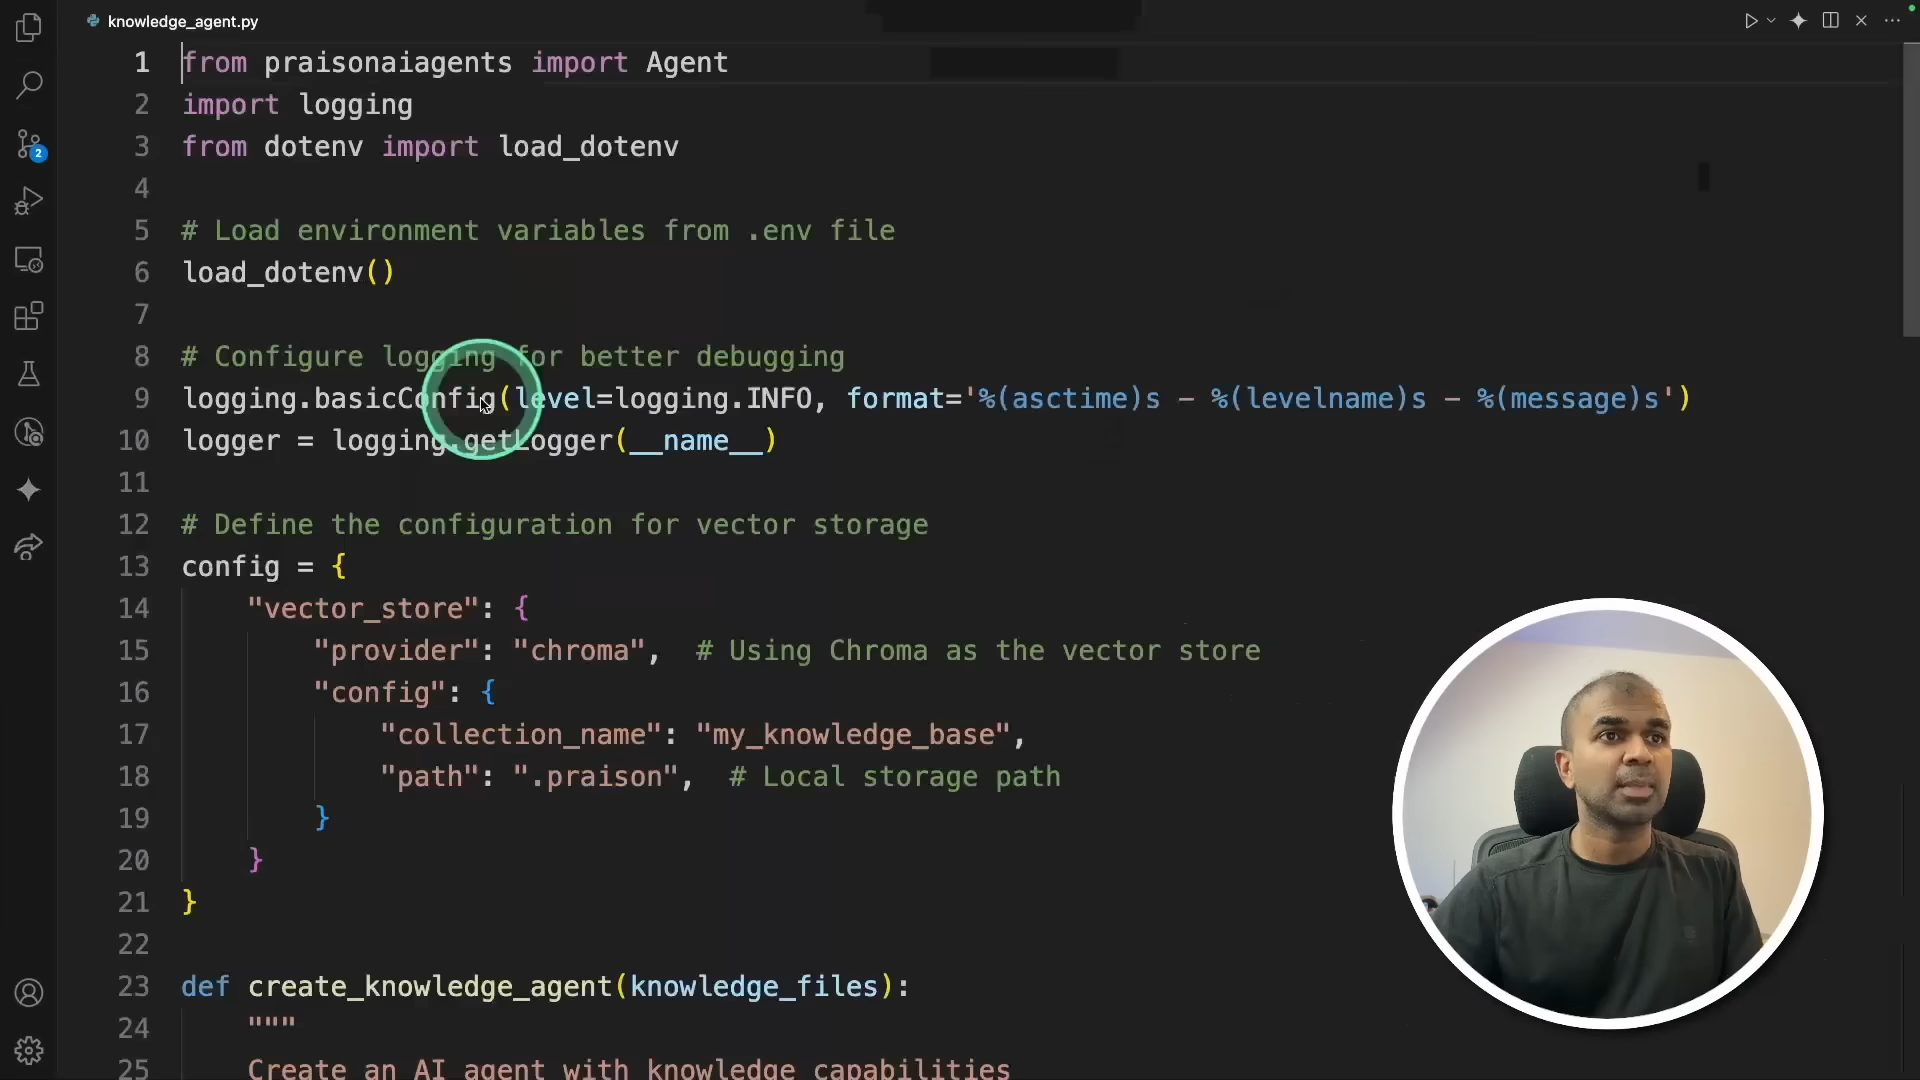 knowledge_agent.py
1 from praisonaiagents import Agent
2 import logging
3 from dotenv import load_dotenv
4
5 # Load environment variables from .env file
6 load_dotenv()
7
8 # Configure logging for better debugging
9 logging.basicConfig(level=logging.INFO, format='%(asctime)s - %(levelname)s - %(message)s')
10 logger = logging.getLogger(__name__)
11
12 # Define the configuration for vector storage
13 config = {
14 "vector_store": {
15 "provider": "chroma", # Using Chroma as the vector store
16 "config": {
17 "collection_name": "my_knowledge_base",
18 "path": ".praison", # Local storage path
19 }
20 }
21 }
22
23 def create_knowledge_agent(knowledge_files):
24 """
25 Create an AI agent with knowledge capabilities
2